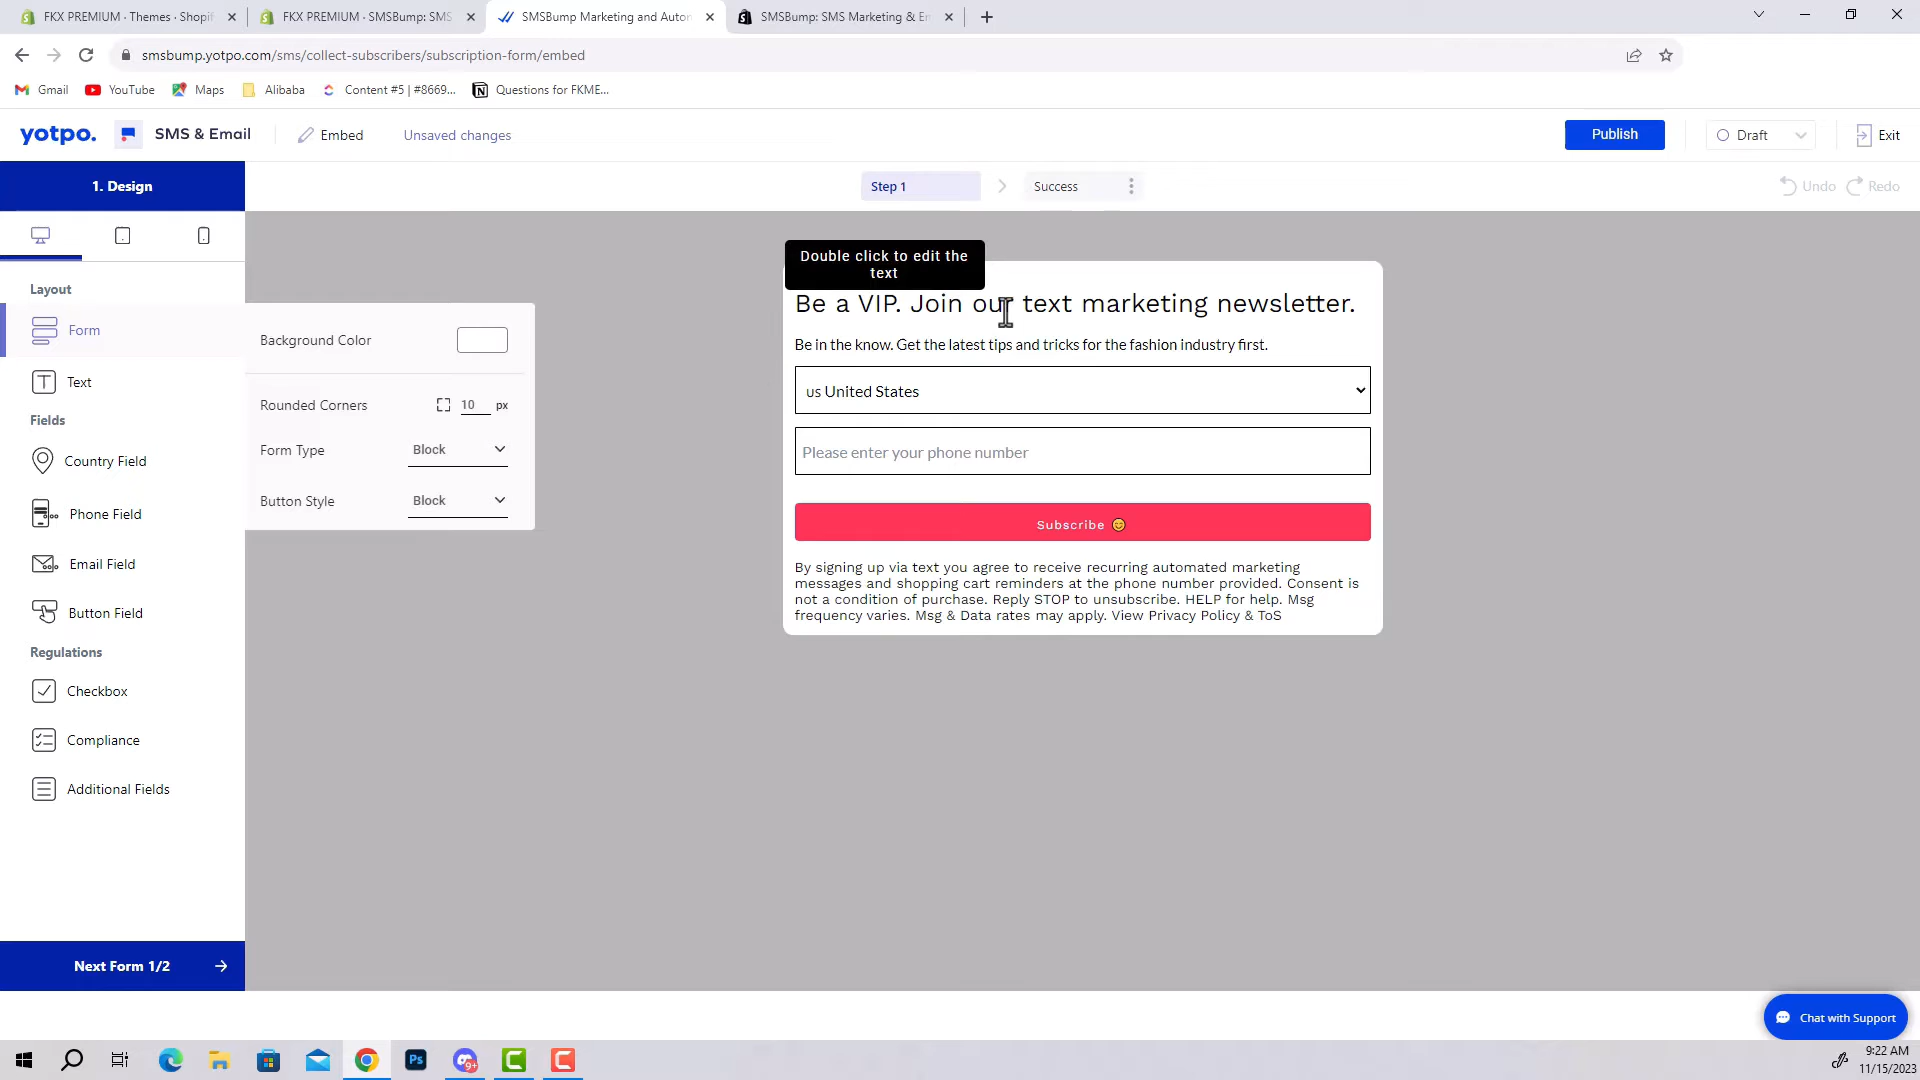 FKX PREMIUM · Themes · Shopif
FKX PREMIUM · SMSBump: SMS
SMSBump Marketing and Auton
SMSBump: SMS Marketing & En
smsbump.yotpo.com/sms/collect-subscribers/subscription-form/embed
Gmail
YouTube
Maps
Alibaba
Content #5 | #8669...
Questions for FKME...
yotpo.
SMS & Email
Embed
Unsaved changes
Publish
Draft
Exit
1. Design
Step 1
Success
Undo
Redo
Double click to edit the
text
Layout
Form
Text
Fields
Country Field
Phone Field
Email Field
Button Field
Regulations
Checkbox
Compliance
Additional Fields
Background Color
Rounded Corners
10 px
Form Type
Block
Button Style
Block
Be a VIP. Join our text marketing newsletter.
Be in the know. Get the latest tips and tricks for the fashion industry first.
US United States
Please enter your phone number
Subscribe 😊
By signing up via text you agree to receive recurring automated marketing
messages and shopping cart reminders at the phone number provided. Consent is
not a condition of purchase. Reply STOP to unsubscribe. HELP for help. Msg
frequency varies. Msg & Data rates may apply. View Privacy Policy & ToS
Next Form 1/2
Chat with Support
Ps
9+
9:22 AM
11/15/2023